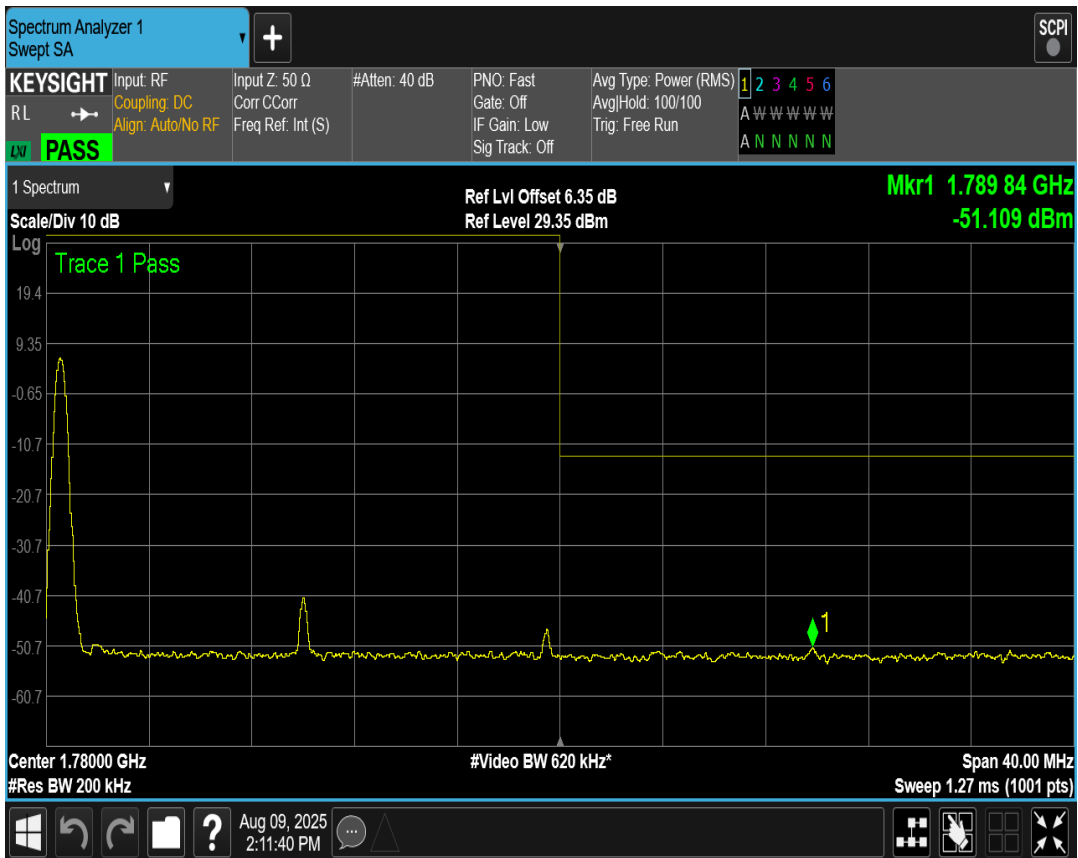 Spectrum Analyzer 1
Swept SA
SCPI
KEYSIGHT
RL
LXI
PASS
Input: RF
Coupling: DC
Align: Auto/No RF
Input Z: 50 Ω
Corr CCorr
Freq Ref: Int (S)
#Atten: 40 dB
PNO: Fast
Gate: Off
IF Gain: Low
Sig Track: Off
Avg Type: Power (RMS)
Avg|Hold: 100/100
Trig: Free Run
1 2 3 4 5 6
A W W W W W
A N N N N N
1 Spectrum
Scale/Div 10 dB
Ref Lvl Offset 6.35 dB
Ref Level 29.35 dBm
Mkr1 1.789 84 GHz
-51.109 dBm
Log
Trace 1 Pass
19.4
9.35
-0.65
-10.7
-20.7
-30.7
-40.7
-50.7
-60.7
1
Center 1.78000 GHz
#Res BW 200 kHz
#Video BW 620 kHz*
Span 40.00 MHz
Sweep 1.27 ms (1001 pts)
Aug 09, 2025
2:11:40 PM